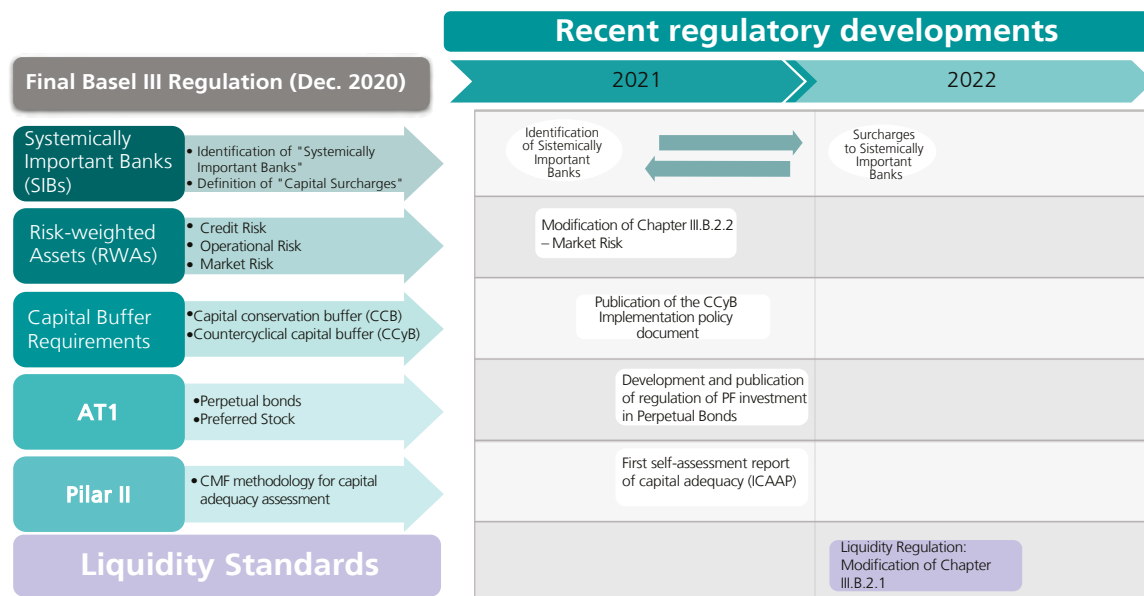 Recent regulatory developments
Final Basel III Regulation (Dec. 2020)
2021
2022
Systemically
Important Banks
(SIBs)
• Identification of "Systemically
Important Banks"
• Definition of "Capital Surcharges"
Identification
of Sistemically
Important
Banks
Surcharges
to Sistemically
Important
Banks
Risk-weighted
Assets (RWAs)
• Credit Risk
• Operational Risk
• Market Risk
Modification of Chapter III.B.2.2
– Market Risk
Capital Buffer
Requirements
•Capital conservation buffer (CCB)
•Countercyclical capital buffer (CCyB)
Publication of the CCyB
Implementation policy
document
AT1
•Perpetual bonds
•Preferred Stock
Development and publication
of regulation of PF investment
in Perpetual Bonds
Pilar II
• CMF methodology for capital
adequacy assessment
First self-assessment report
of capital adequacy (ICAAP)
Liquidity Standards
Liquidity Regulation:
Modification of Chapter
III.B.2.1